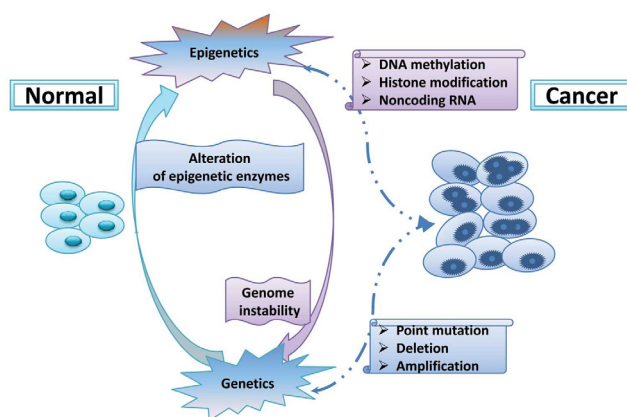 Epigenetics
DNA methylation
Histone modification
Noncoding RNA
Normal
Cancer
Alteration
of epigenetic enzymes
Genome
instability
Point mutation
Deletion
Amplification
Genetics